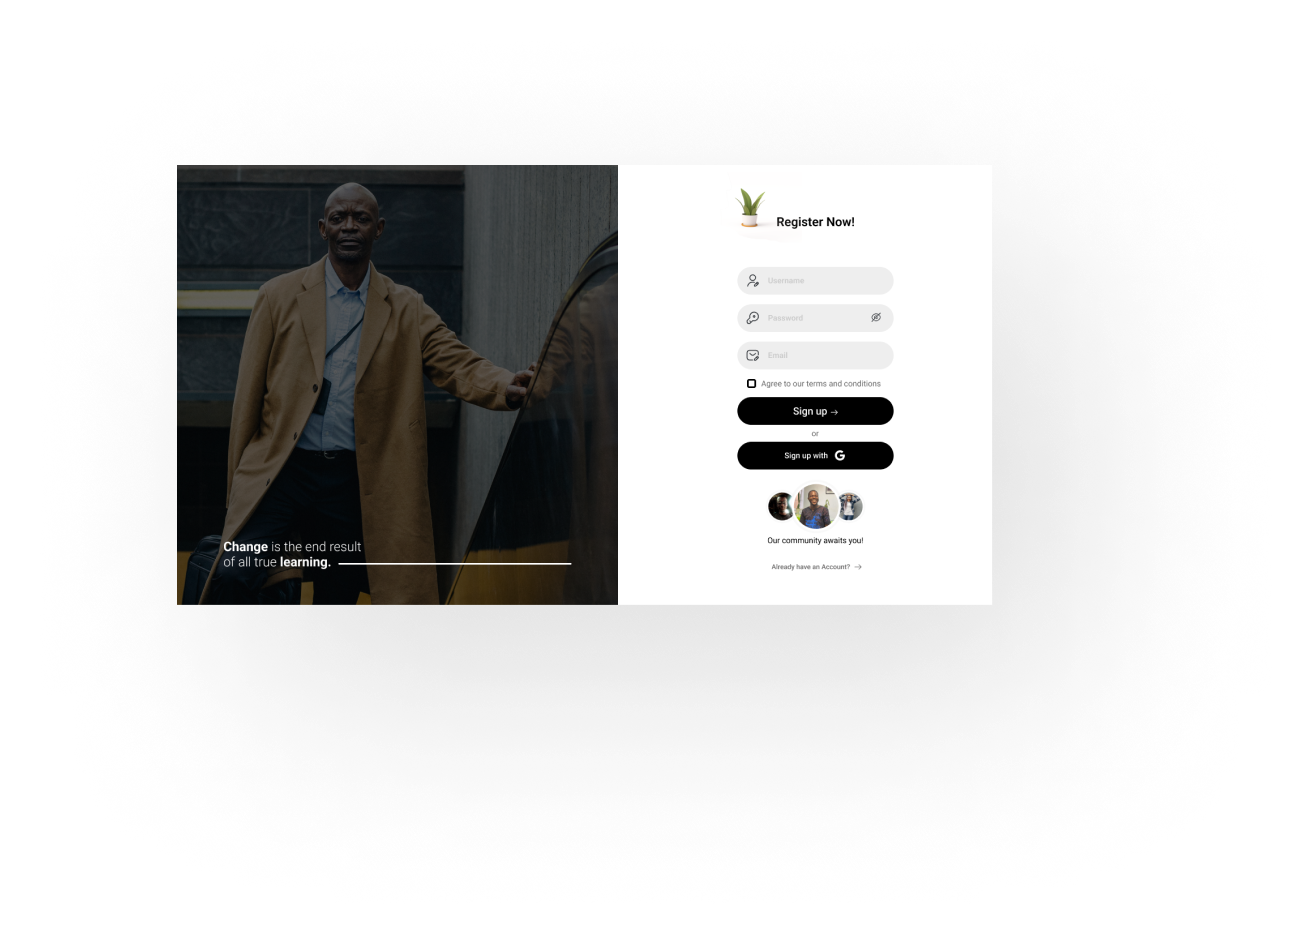 Change is the end result
of all true learning.
Register Now!
Username
Password
Email
Agree to our terms and conditions
Sign up →
or
Sign up with G
Our community awaits you!
Already have an Account? →